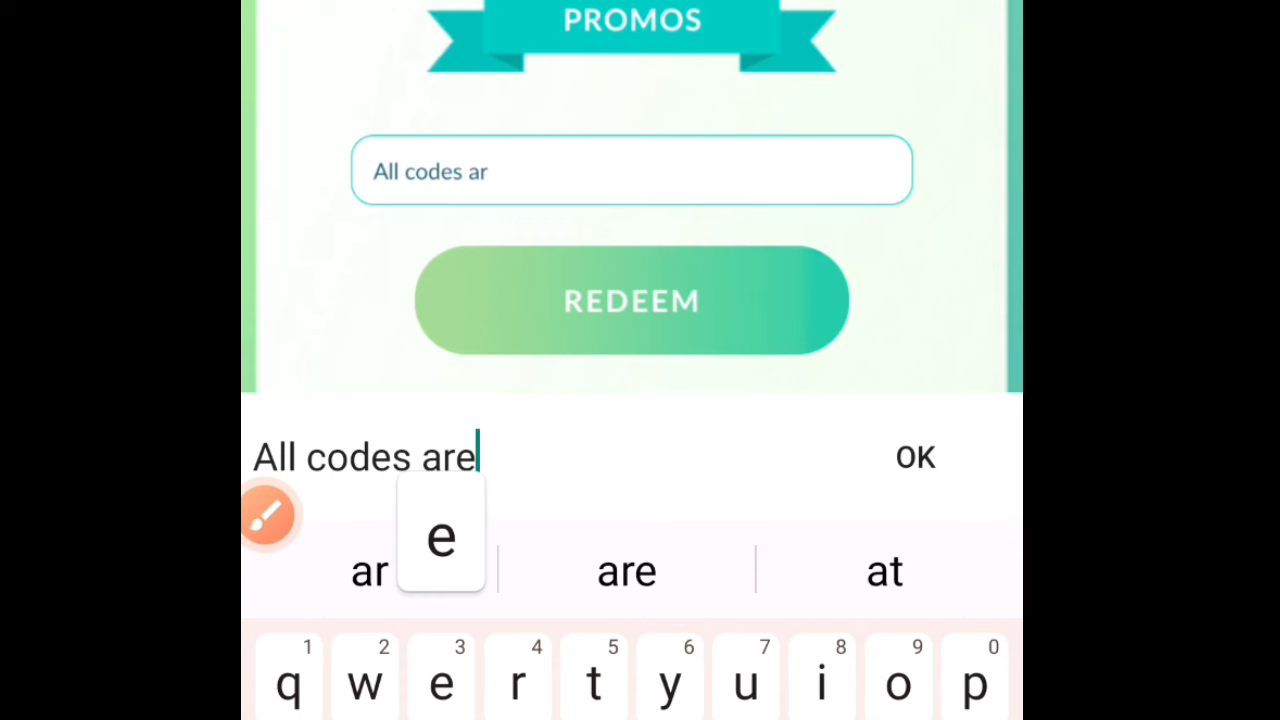 PROMOS
All codes ar
REDEEM
All codes are OK
e
ar are at
1 2 3 4 5 6 7 8 9 0
q w e r t y u i o p